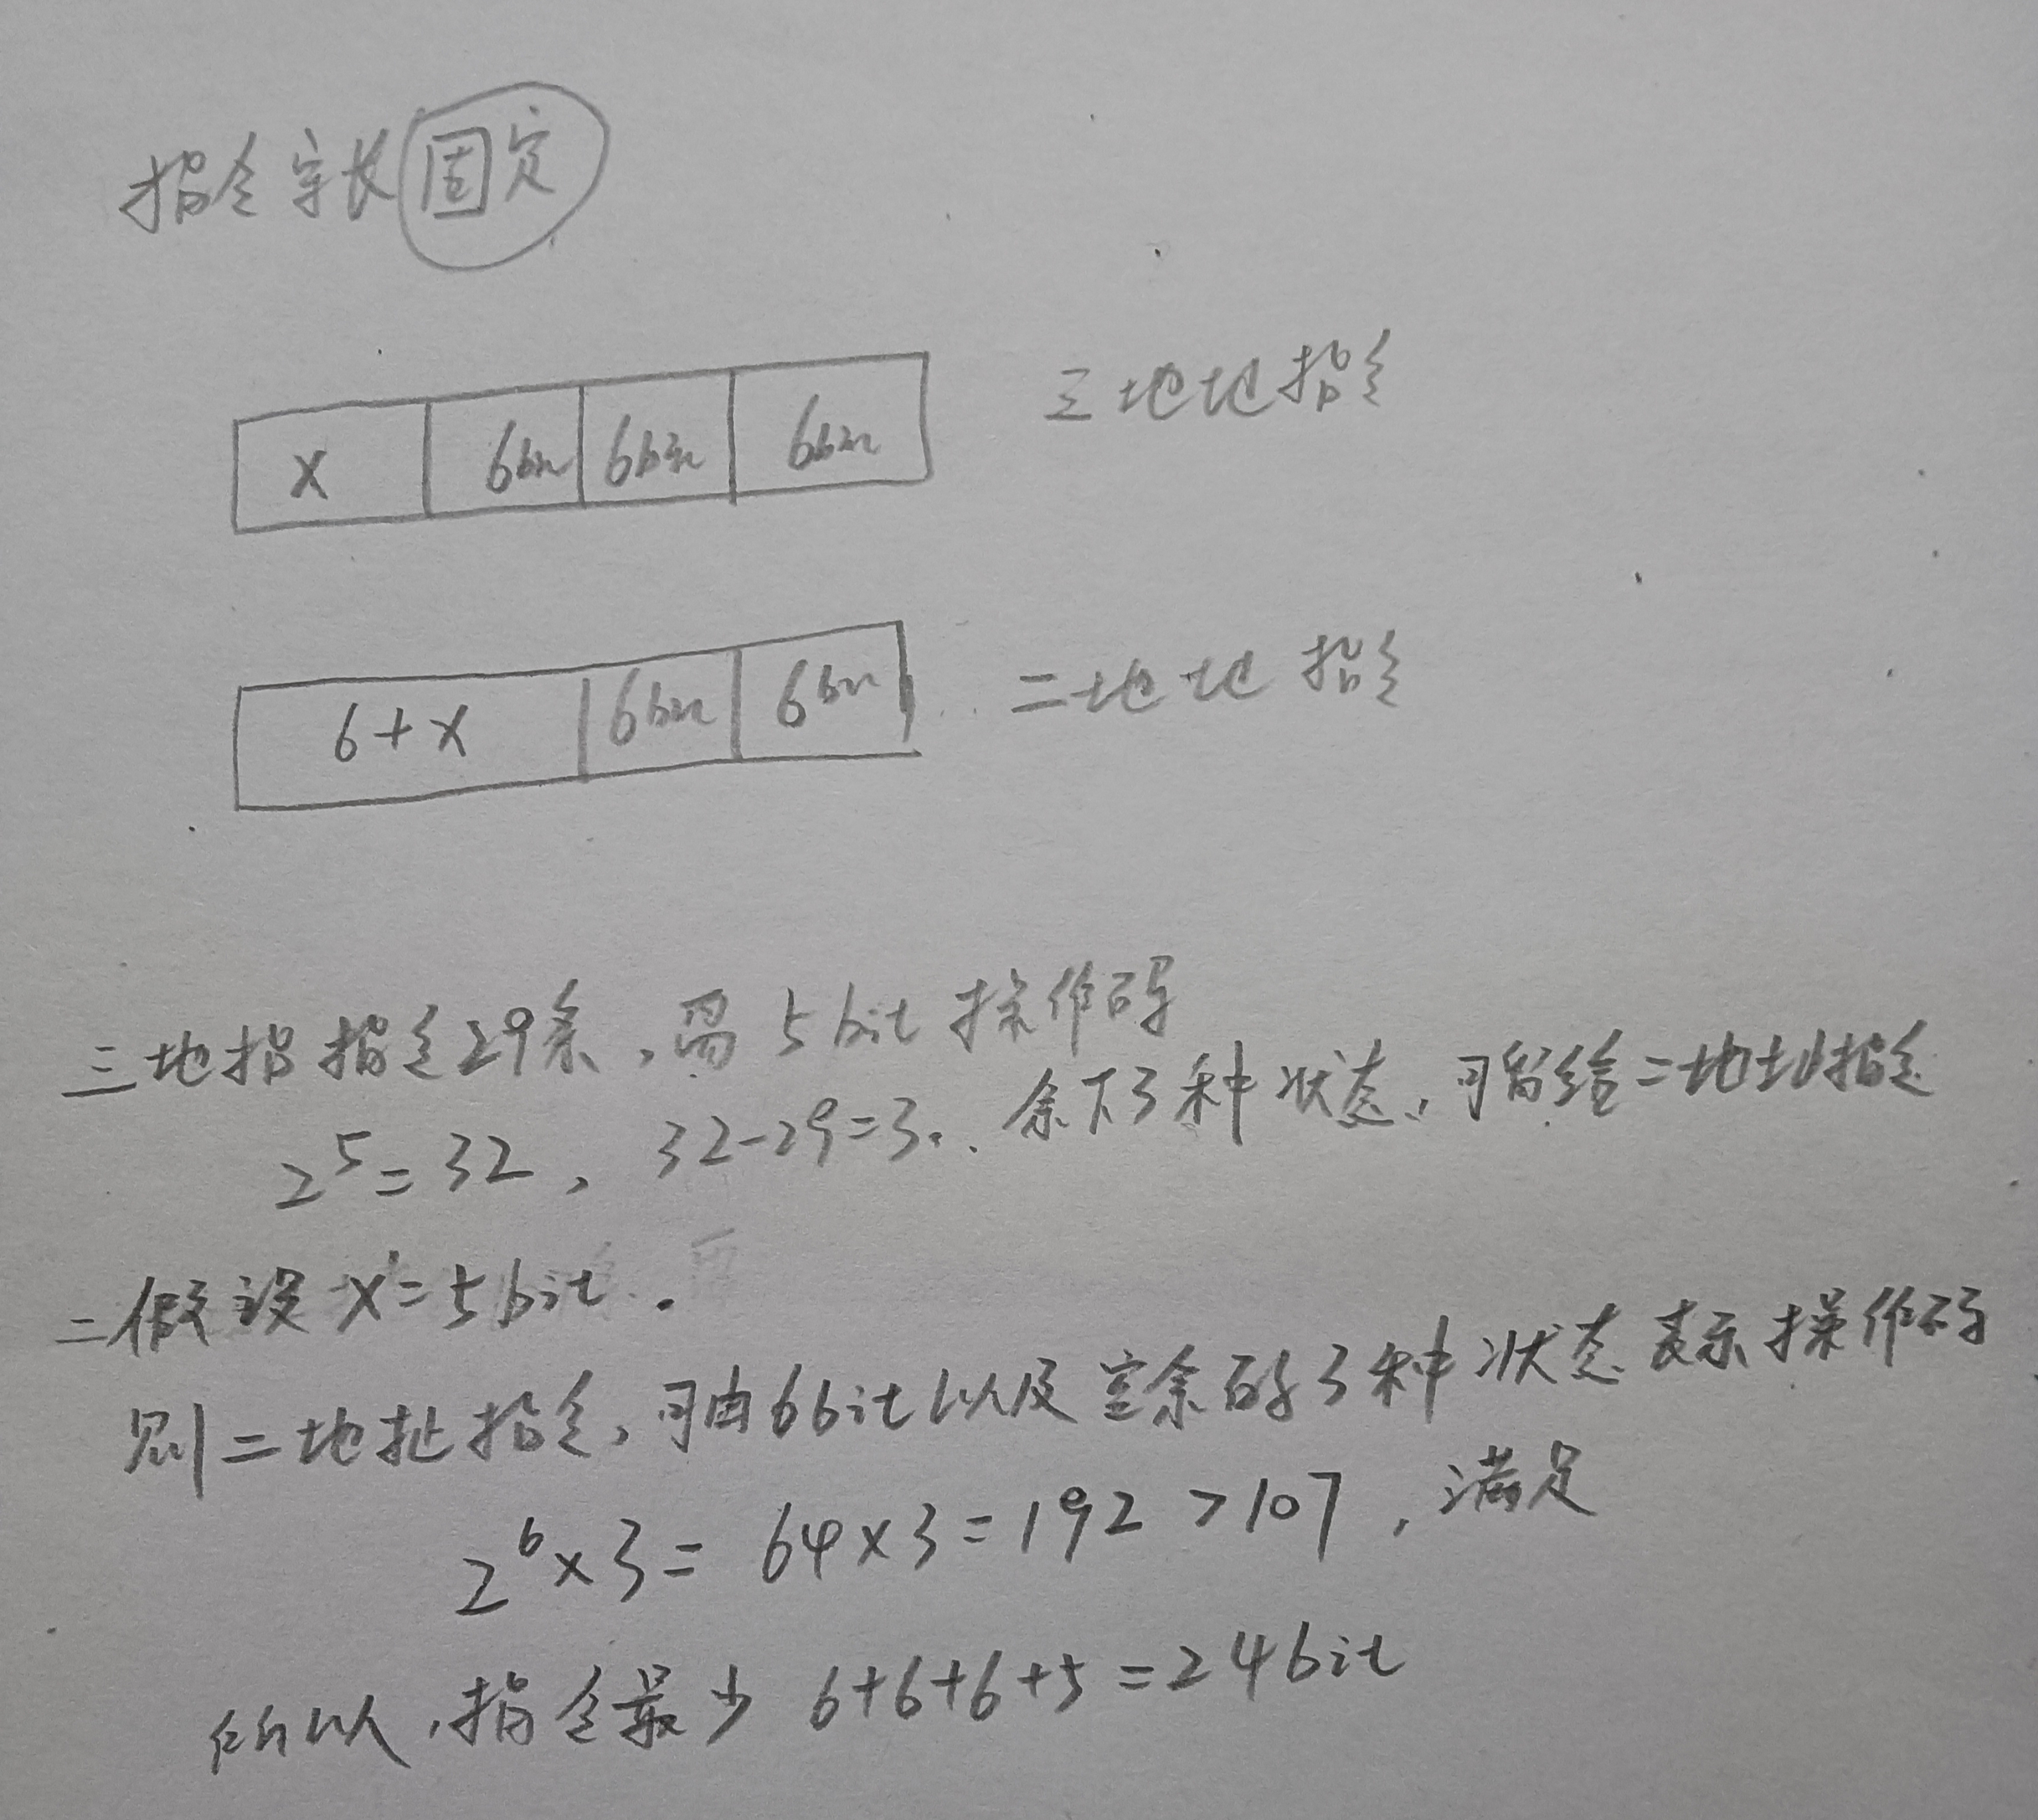 指令字长固定
X 6bit 6bit 6bit 三地地指令
6+X 6bit 6bit 二地地指令
三地指指令29条,需5bit操作码
2^5=32, 32-29=3. 余下3种状态,可留给二地址指令
二假设X=5bit.
则二地址指令,可由6bit以及空余的3种状态表示操作码
2^6×3=64×3=192>107,满足
所以,指令最少6+6+6+5=24bit